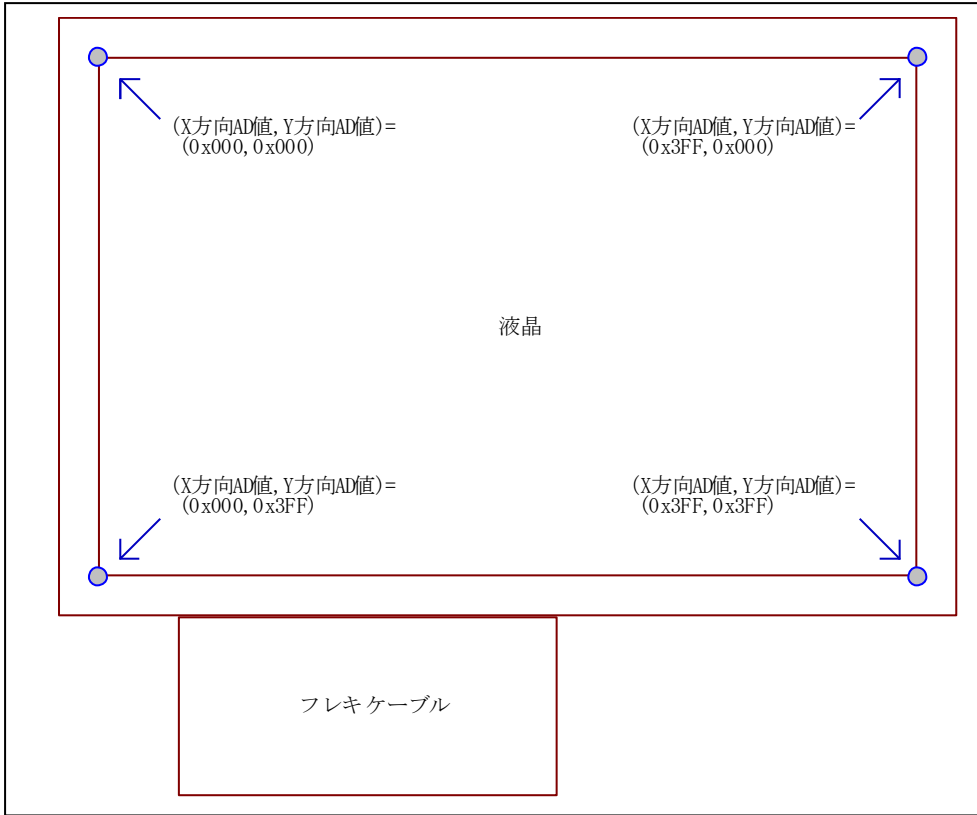 (X方向AD値,Y方向AD値)=
(0x000,0x000)
(X方向AD値,Y方向AD値)=
(0x3FF,0x000)
液晶
(X方向AD値,Y方向AD値)=
(0x000,0x3FF)
(X方向AD値,Y方向AD値)=
(0x3FF,0x3FF)
フレキケーブル